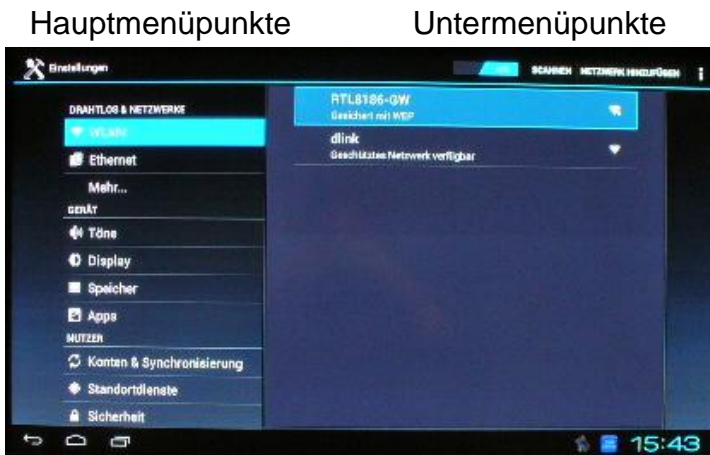 Hauptmenüpunkte Untermenüpunkte
Einstellungen SCANNEN NETZWERK HINZUFÜGEN
DRAHTLOS & NETZWERKE
WLAN
Ethernet
Mehr...
GERÄT
Töne
Display
Speicher
Apps
NUTZER
Konten & Synchronisierung
Standortdienste
Sicherheit
RTL8186-GW
Gesichert mit WEP
dlink
Geschütztes Netzwerk verfügbar
15:43